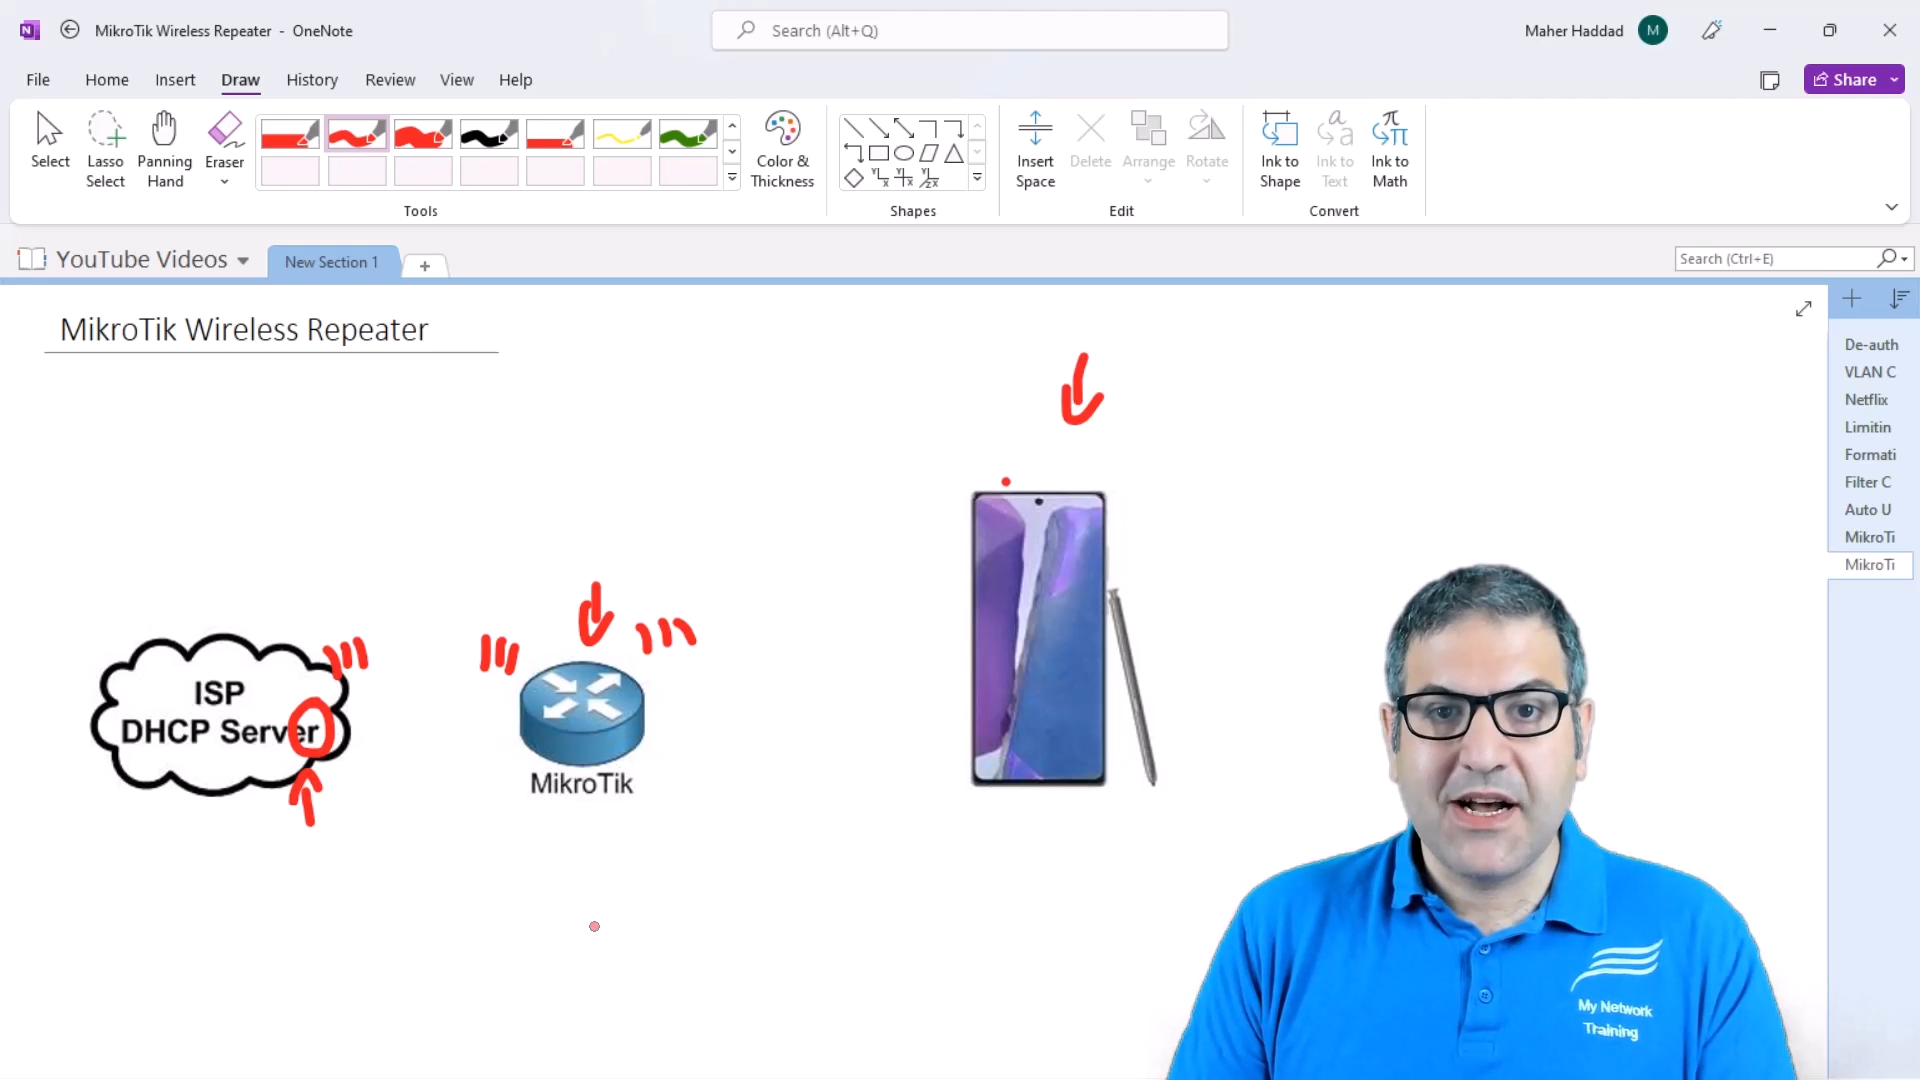 MikroTik Wireless Repeater - OneNote
Search (Alt+Q)
Maher Haddad
M
File Home Insert Draw History Review View Help
Share
Select
Lasso Select
Panning Hand
Eraser
Color & Thickness
Insert Space
Delete
Arrange
Rotate
Ink to Shape
Ink to Text
Ink to Math
Tools
Shapes
Edit
Convert
YouTube Videos
New Section 1
Search (Ctrl+E)
MikroTik Wireless Repeater
De-auth
VLAN C
Netflix
Limitin
Formati
Filter C
Auto U
MikroTi
MikroTi
ISP
DHCP Server
MikroTik
My Network
Training